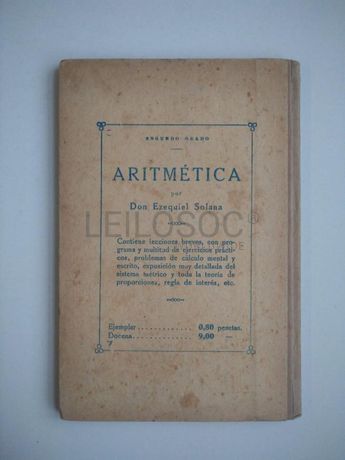 SEGUNDO GRADO
ARITMÉTICA
por
Don Ezequiel Solana
LEILOSOC
Contiene lecciones breves, con pro-
grama y multitud de ejercicios prácti-
cos, problemas de cálculo mental y
escrito, exposición muy detallada del
sistema métrico y toda la teoría de
proporciones, regla de interés, etc.
Ejemplar............. 0,80 pesetas.
Docena............... 9,00 —
7